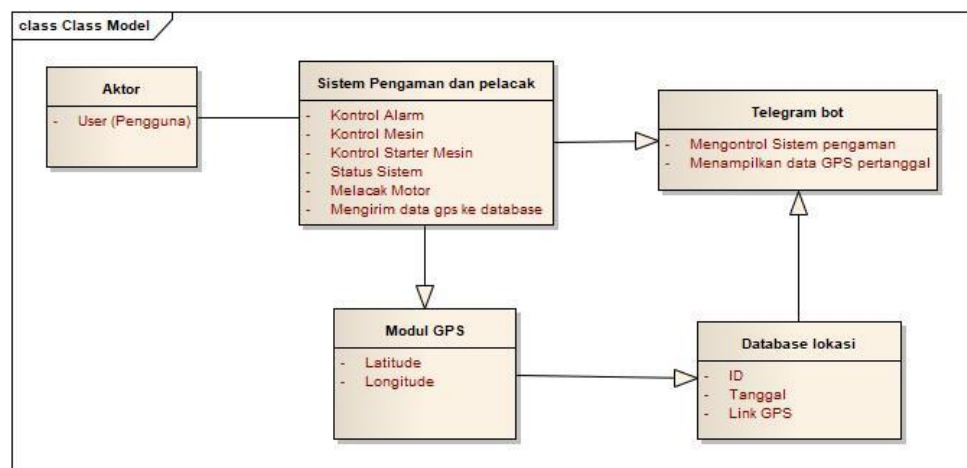 class Class Model
Aktor
- User (Pengguna)
Sistem Pengaman dan pelacak
- Kontrol Alarm
- Kontrol Mesin
- Kontrol Starter Mesin
- Status Sistem
- Melacak Motor
- Mengirim data gps ke database
Telegram bot
- Mengontrol Sistem pengaman
- Menampilkan data GPS pertanggal
Modul GPS
- Latitude
- Longitude
Database lokasi
- ID
- Tanggal
- Link GPS